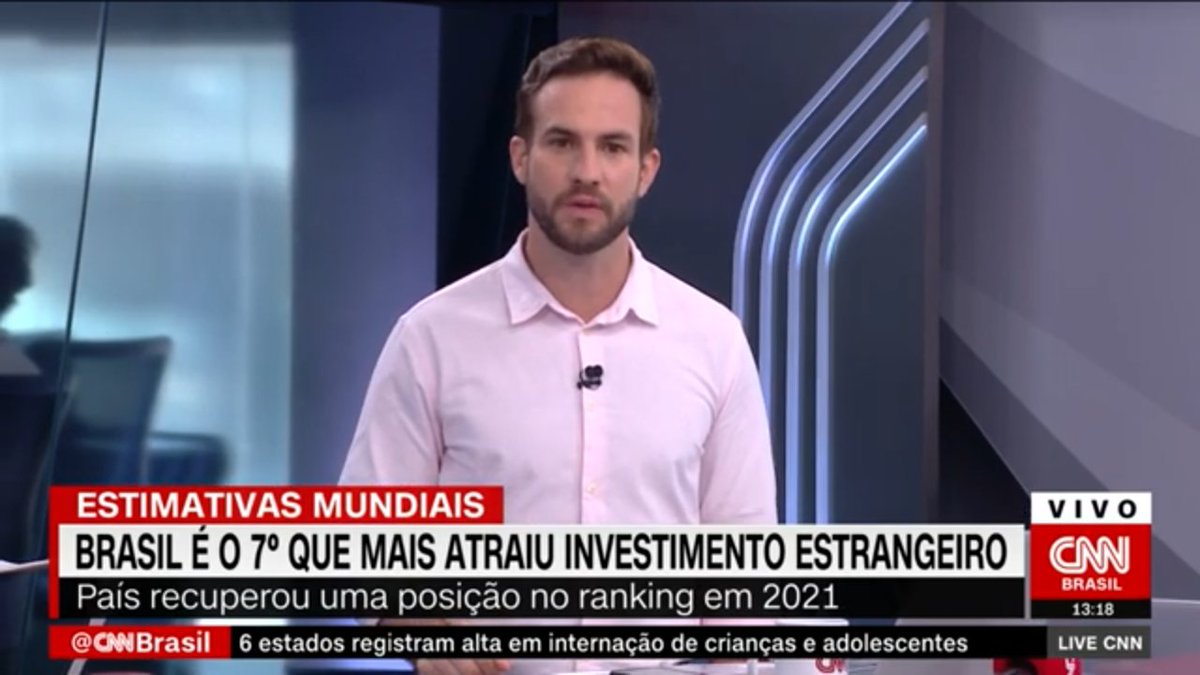 ESTIMATIVAS MUNDIAIS
BRASIL É O 7º QUE MAIS ATRAIU INVESTIMENTO ESTRANGEIRO
País recuperou uma posição no ranking em 2021
VIVO
CNN
BRASIL
13:18
@CNNBrasil
6 estados registram alta em internação de crianças e adolescentes
LIVE CNN